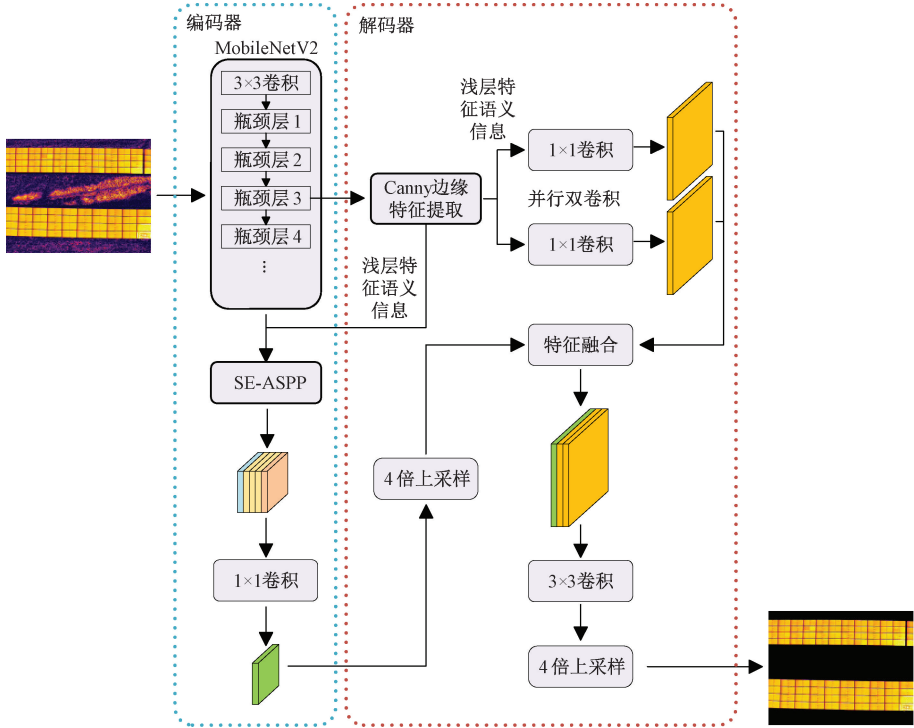 编码器
MobileNetV2
3×3卷积
瓶颈层 1
瓶颈层 2
瓶颈层 3
瓶颈层 4
⋮
SE-ASPP
1×1卷积
解码器
Canny边缘
特征提取
浅层特
征语义
信息
浅层特
征语义
信息
1×1卷积
并行双卷积
1×1卷积
特征融合
4 倍上采样
3×3卷积
4 倍上采样